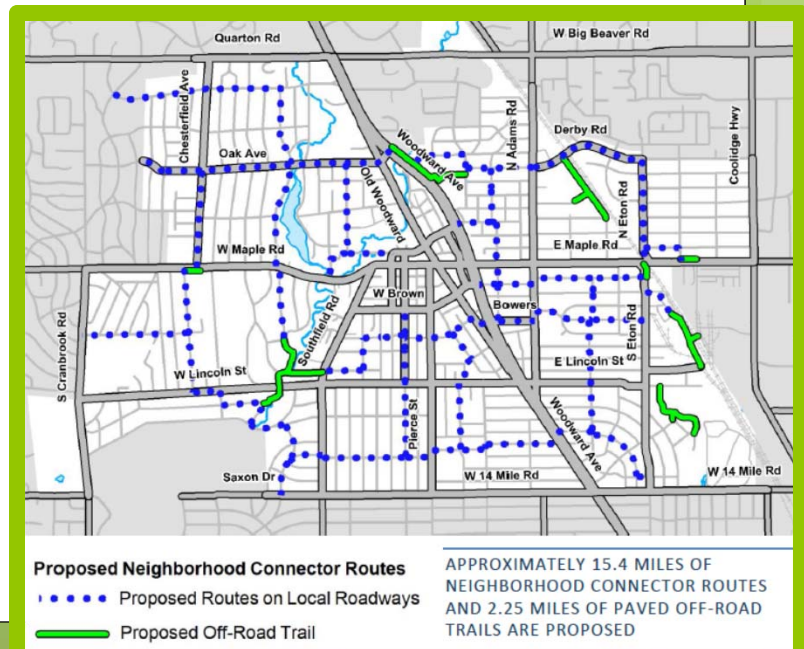 Quarton Rd
W Big Beaver Rd
Chesterfield Ave
Woodward Ave
N Adams Rd
Derby Rd
Coolidge Hwy
Oak Ave
Old Woodward
N Eton Rd
W Maple Rd
E Maple Rd
W Brown
Bowers
S Cranbrook Rd
Southfield Rd
S Eton Rd
W Lincoln St
E Lincoln St
Pierce St
Woodward Ave
Saxon Dr
W 14 Mile Rd
W 14 Mile Rd
Proposed Neighborhood Connector Routes
Proposed Routes on Local Roadways
Proposed Off-Road Trail
APPROXIMATELY 15.4 MILES OF
NEIGHBORHOOD CONNECTOR ROUTES
AND 2.25 MILES OF PAVED OFF-ROAD
TRAILS ARE PROPOSED